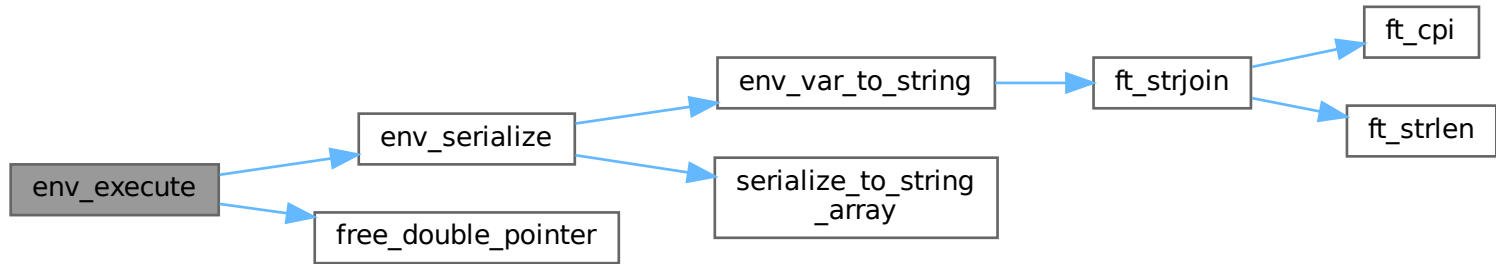 env_execute
env_serialize
free_double_pointer
env_var_to_string
serialize_to_string
_array
ft_strjoin
ft_cpi
ft_strlen